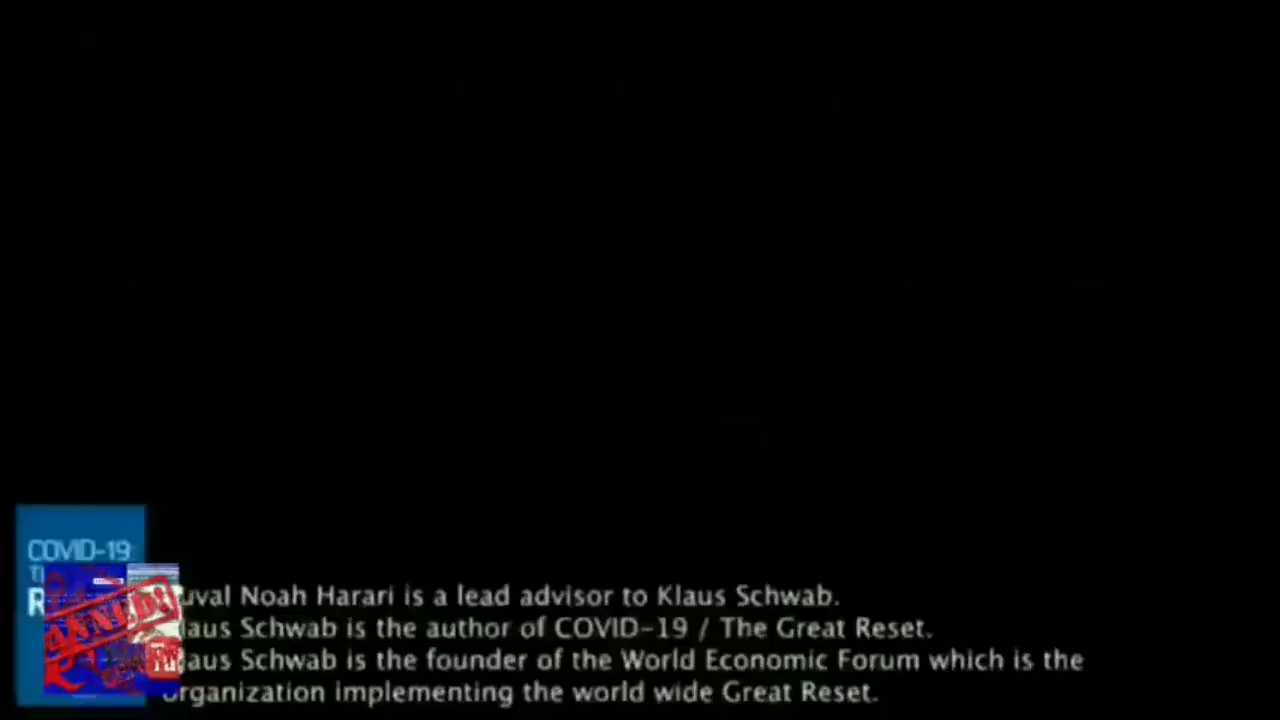 COVID-19
uval Noah Harari is a lead advisor to Klaus Schwab.
laus Schwab is the author of COVID-19 / The Great Reset.
laus Schwab is the founder of the World Economic Forum which is the
organization implementing the world wide Great Reset.
ANNED!